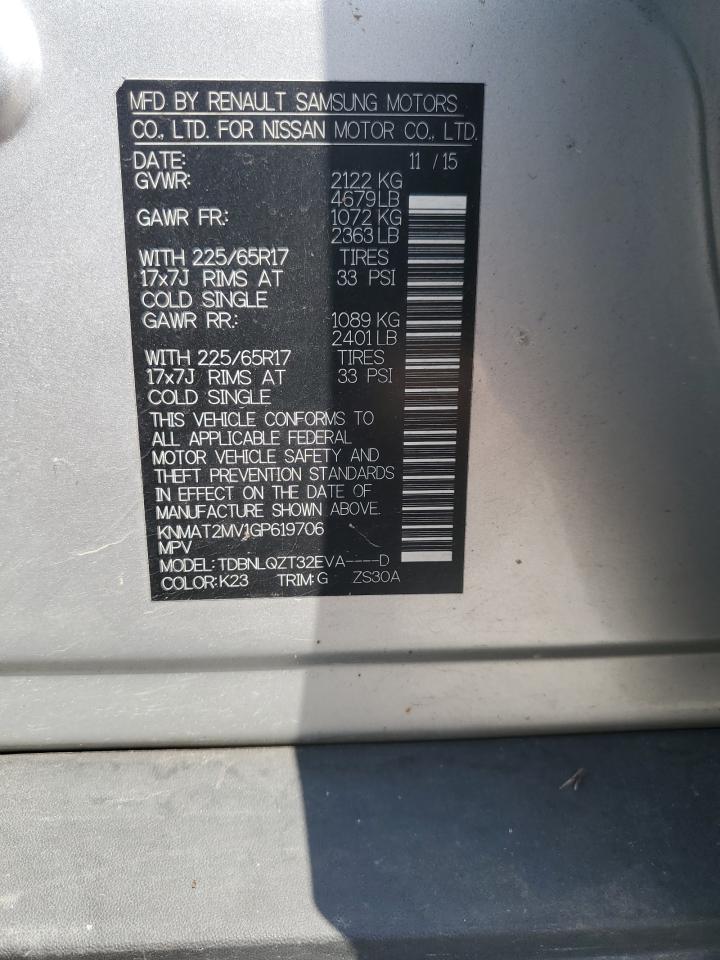 MFD BY RENAULT SAMSUNG MOTORS
CO., LTD. FOR NISSAN MOTOR CO., LTD.
DATE: 11 / 15
GVWR: 2122 KG
4679 LB
GAWR FR.: 1072 KG
2363 LB
WITH 225/65R17 TIRES
17x7J RIMS AT 33 PSI
COLD SINGLE
GAWR RR.: 1089 KG
2401 LB
WITH 225/65R17 TIRES
17x7J RIMS AT 33 PSI
COLD SINGLE
THIS VEHICLE CONFORMS TO
ALL APPLICABLE FEDERAL
MOTOR VEHICLE SAFETY AND
THEFT PREVENTION STANDARDS
IN EFFECT ON THE DATE OF
MANUFACTURE SHOWN ABOVE.
KNMAT2MV1GP619706
MPV
MODEL: TDBNLQZT32EVA----D
COLOR: K23 TRIM: G ZS30A